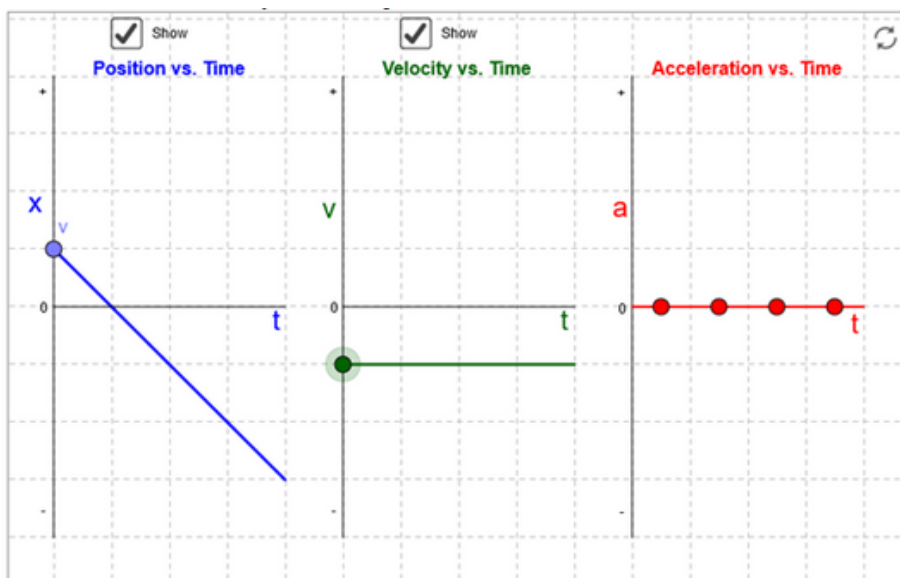 Show
Show
Position vs. Time
Velocity vs. Time
Acceleration vs. Time
+
+
+
x
v
v
a
0
0
0
t
t
t
-
-
-